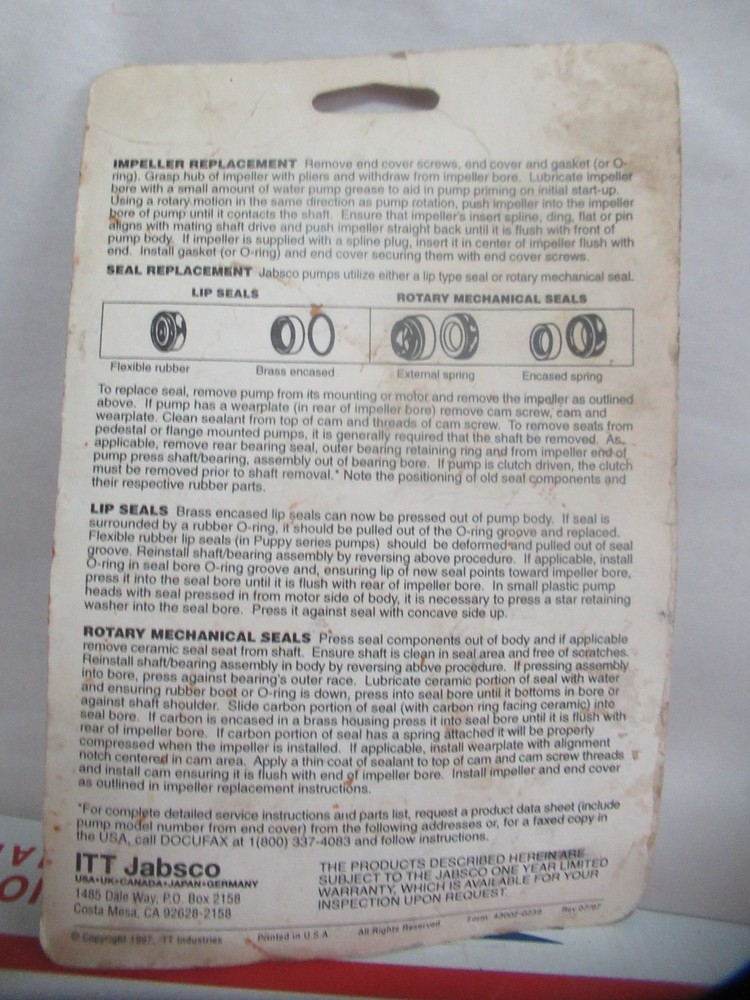 IMPELLER REPLACEMENT Remove end cover screws, end cover and gasket (or O-
ring). Grasp hub of impeller with pliers and withdraw from impeller bore. Lubricate impeller
bore with a small amount of water pump grease to aid in pump priming on initial start-up.
Using a rotary motion in the same direction as pump rotation, push impeller into the impeller
bore of pump until it contacts the shaft. Ensure that impeller's insert spline, ding, flat or pin
aligns with mating shaft drive and push impeller straight back until it is flush with front of
pump body. If impeller is supplied with a spline plug, insert it in center of impeller flush with
end. Install gasket (or O-ring) and end cover securing them with end cover screws.
SEAL REPLACEMENT Jabsco pumps utilize either a lip type seal or rotary mechanical seal.
LIP SEALS ROTARY MECHANICAL SEALS
Flexible rubber Brass encased External spring Encased spring
To replace seal, remove pump from its mounting or motor and remove the impeller as outlined
above. If pump has a wearplate (in rear of impeller bore) remove cam screw, cam and
wearplate. Clean sealant from top of cam and threads of cam screw. To remove seals from
pedestal or flange mounted pumps, it is generally required that the shaft be removed. As
applicable, remove rear bearing seal, outer bearing retaining ring and from impeller end of
pump press shaft/bearing, assembly out of bearing bore. If pump is clutch driven, the clutch
must be removed prior to shaft removal.* Note the positioning of old seal components and
their respective rubber parts.
LIP SEALS Brass encased lip seals can now be pressed out of pump body. If seal is
surrounded by a rubber O-ring, it should be pulled out of the O-ring groove and replaced.
Flexible rubber lip seals (in Puppy series pumps) should be deformed and pulled out of seal
groove. Reinstall shaft/bearing assembly by reversing above procedure. If applicable, install
O-ring in seal bore O-ring groove and, ensuring lip of new seal points toward impeller bore,
press it into the seal bore until it is flush with rear of impeller bore. In small plastic pump
heads with seal pressed in from motor side of body, it is necessary to press a star retaining
washer into the seal bore. Press it against seal with concave side up.
ROTARY MECHANICAL SEALS Press seal components out of body and if applicable
remove ceramic seal seat from shaft. Ensure shaft is clean in seal area and free of scratches.
Reinstall shaft/bearing assembly in body by reversing above procedure. If pressing assembly
into bore, press against bearing's outer race. Lubricate ceramic portion of seal with water
and ensuring rubber boot or O-ring is down, press into seal bore until it bottoms in bore or
against shaft shoulder. Slide carbon portion of seal (with carbon ring facing ceramic) into
seal bore. If carbon is encased in a brass housing press it into seal bore until it is flush with
rear of impeller bore. If carbon portion of seal has a spring attached it will be properly
compressed when the impeller is installed. If applicable, install wearplate with alignment
notch centered in cam area. Apply a thin coat of sealant to top of cam and cam screw threads
and install cam ensuring it is flush with end of impeller bore. Install impeller and end cover
as outlined in impeller replacement instructions.
*For complete detailed service instructions and parts list, request a product data sheet (include
pump model number from end cover) from the following addresses or, for a faxed copy in
the USA, call DOCUFAX at 1(800) 337-4083 and follow instructions.
ITT Jabsco
USA•UK•CANADA•JAPAN•GERMANY
1485 Dale Way, P.O. Box 2158
Costa Mesa, CA 92628-2158
THE PRODUCTS DESCRIBED HEREIN ARE
SUBJECT TO THE JABSCO ONE YEAR LIMITED
WARRANTY, WHICH IS AVAILABLE FOR YOUR
INSPECTION UPON REQUEST.
© Copyright 1997, ITT Industries Printed in U.S.A All Rights Reserved Form 43002-0239 Rev.07/97